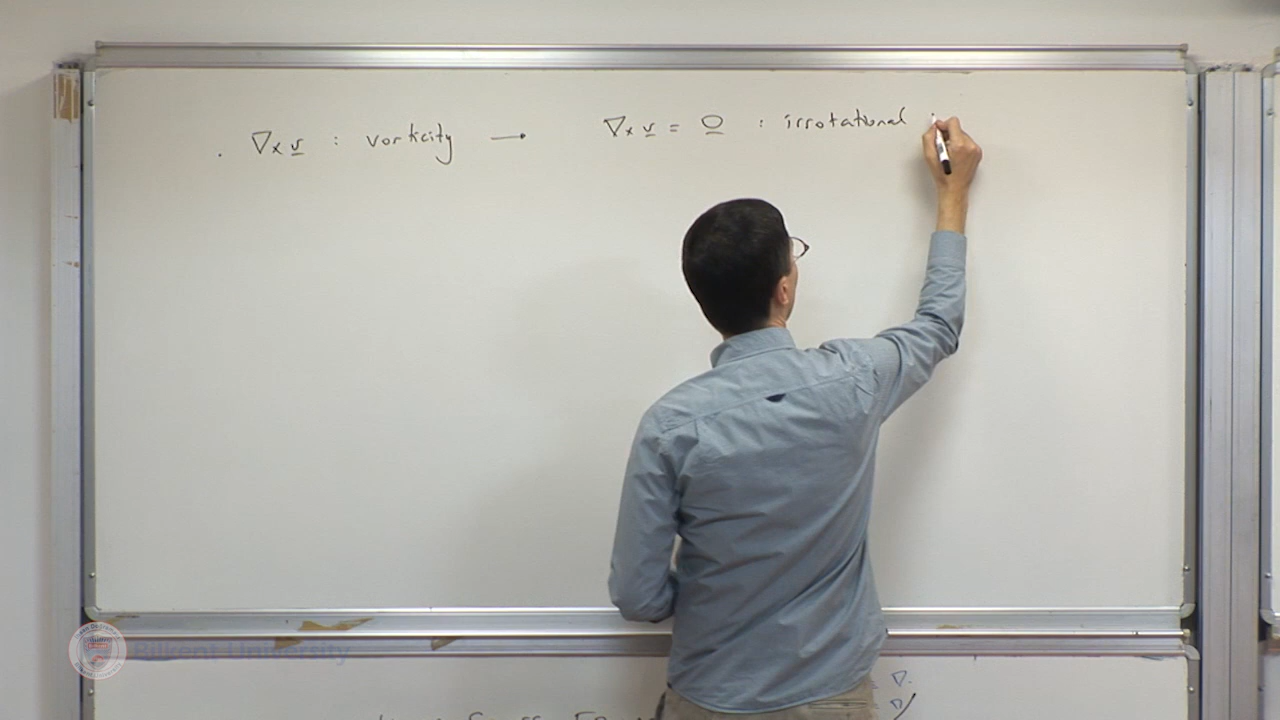 . ∇ x v : vorticity → ∇ x v = 0 : irrotational
Bilkent University
∇.